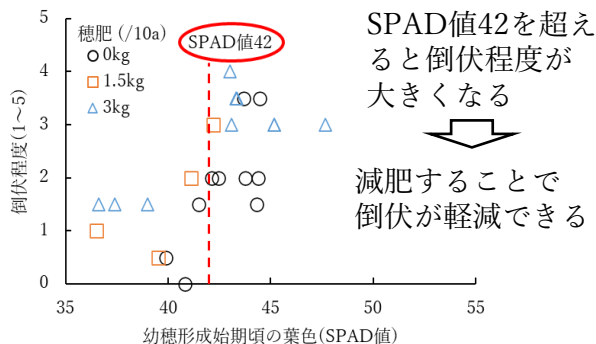 5
4
3
2
1
0
倒伏程度(1～5)
穂肥 (/10a)
0kg
1.5kg
3kg
SPAD値42
35
40
45
50
55
幼穂形成始期頃の葉色(SPAD値)
SPAD値42を超え
ると倒伏程度が
大きくなる
減肥することで
倒伏が軽減できる